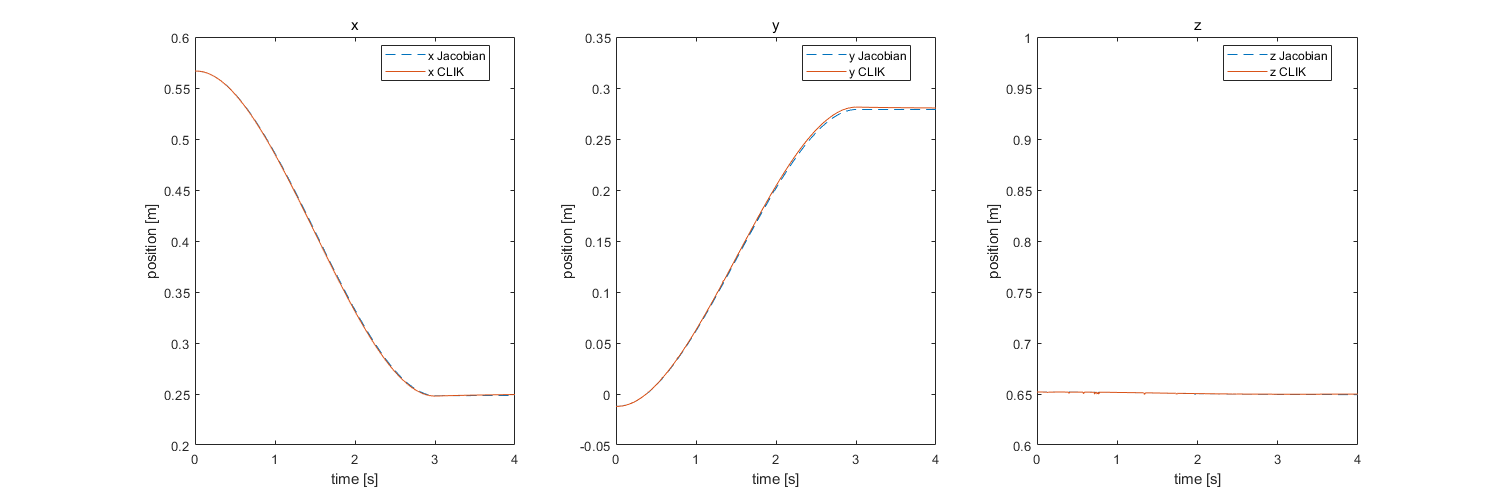 x
x Jacobian
x CLIK
0.6
0.55
0.5
0.45
0.4
0.35
0.3
0.25
0.2
position [m]
0
1
2
3
4
time [s]
y
y Jacobian
y CLIK
0.35
0.3
0.25
0.2
0.15
0.1
0.05
0
-0.05
position [m]
0
1
2
3
4
time [s]
z
z Jacobian
z CLIK
1
0.95
0.9
0.85
0.8
0.75
0.7
0.65
0.6
position [m]
0
1
2
3
4
time [s]